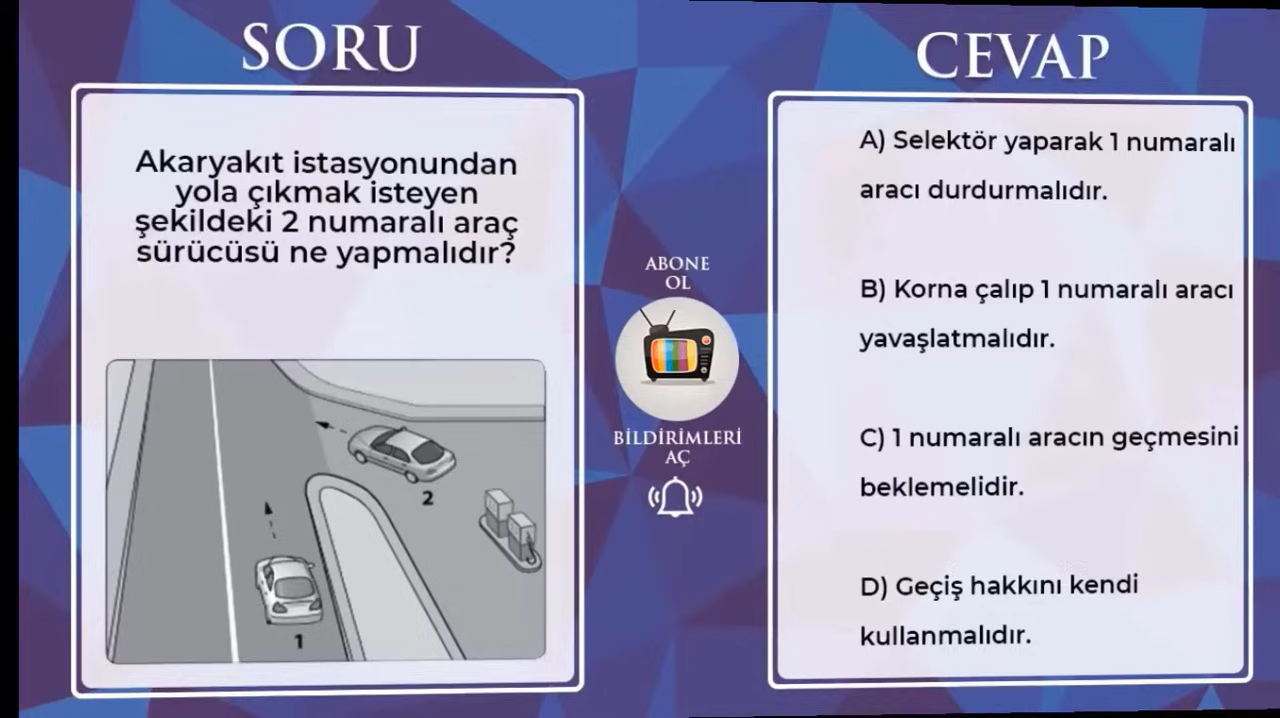 SORU
Akaryakıt istasyonundan
yola çıkmak isteyen
şekildeki 2 numaralı araç
sürücüsü ne yapmalıdır?
2
1
ABONE
OL
BİLDİRİMLERİ
AÇ
CEVAP
A) Selektör yaparak 1 numaralı
aracı durdurmalıdır.
B) Korna çalıp 1 numaralı aracı
yavaşlatmalıdır.
C) 1 numaralı aracın geçmesini
beklemelidir.
D) Geçiş hakkını kendi
kullanmalıdır.